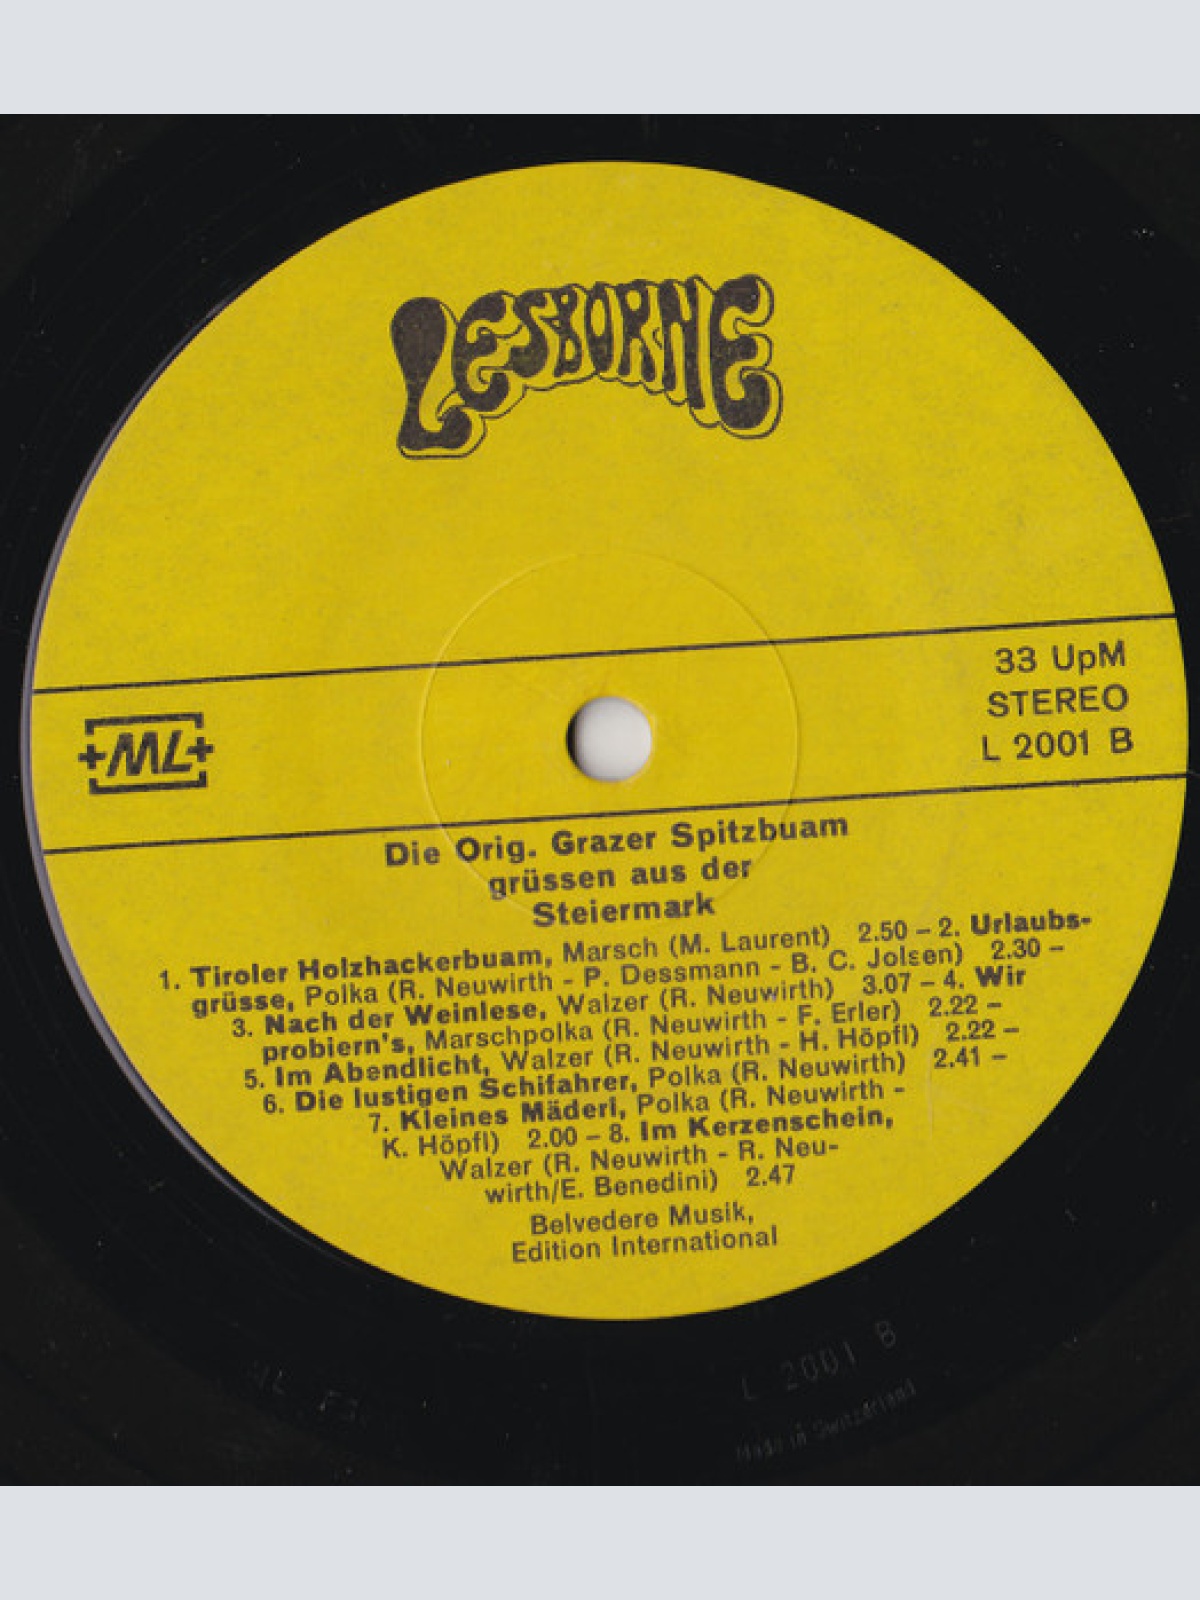 LESBORNE
33 UpM
STEREO
L 2001 B
+ML+
Die Orig. Grazer Spitzbuam
grüssen aus der
Steiermark
1. Tiroler Holzhackerbuam, Marsch (M. Laurent) 2.50 – 2. Urlaubs-
grüsse, Polka (R. Neuwirth - P. Dessmann - B. C. Jolsen) 2.30 –
3. Nach der Weinlese, Walzer (R. Neuwirth) 3.07 – 4. Wir
probiern's, Marschpolka (R. Neuwirth - F. Erler) 2.22 –
5. Im Abendlicht, Walzer (R. Neuwirth - H. Höpfl) 2.22 –
6. Die lustigen Schifahrer, Polka (R. Neuwirth) 2.41 –
7. Kleines Mäderl, Polka (R. Neuwirth -
K. Höpfl) 2.00 – 8. Im Kerzenschein,
Walzer (R. Neuwirth - R. Neu-
wirth/E. Benedini) 2.47
Belvedere Musik,
Edition International
L 2001 B
Made in Switzerland